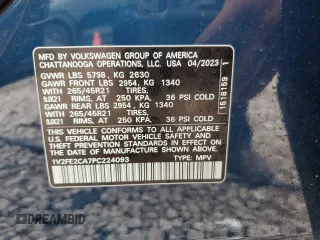 MFD. BY VOLKSWAGEN GROUP OF AMERICA
CHATTANOOGA OPERATIONS, LLC. USA 04/2023
GVWR LBS 5798, KG 2630
GAWR FRONT LBS 2954, KG 1340
WITH 265/45R21 TIRES,
9JX21 RIMS, AT 250 KPA. 36 PSI COLD
GAWR REAR LBS 2954, KG 1340
WITH 265/45R21 TIRES,
9JX21 RIMS, AT 250 KPA. 36 PSI COLD
THIS VEHICLE CONFORMS TO ALL APPLICABLE
U.S. FEDERAL MOTOR VEHICLE SAFETY AND
THEFT PREVENTION STANDARDS IN EFFECT ON THE
DATE OF MANUFACTURE SHOWN ABOVE.
1V2FE2CA7PC224093 TYPE: MPV
1518169 1
© DreamBid
DREAMBID.COM